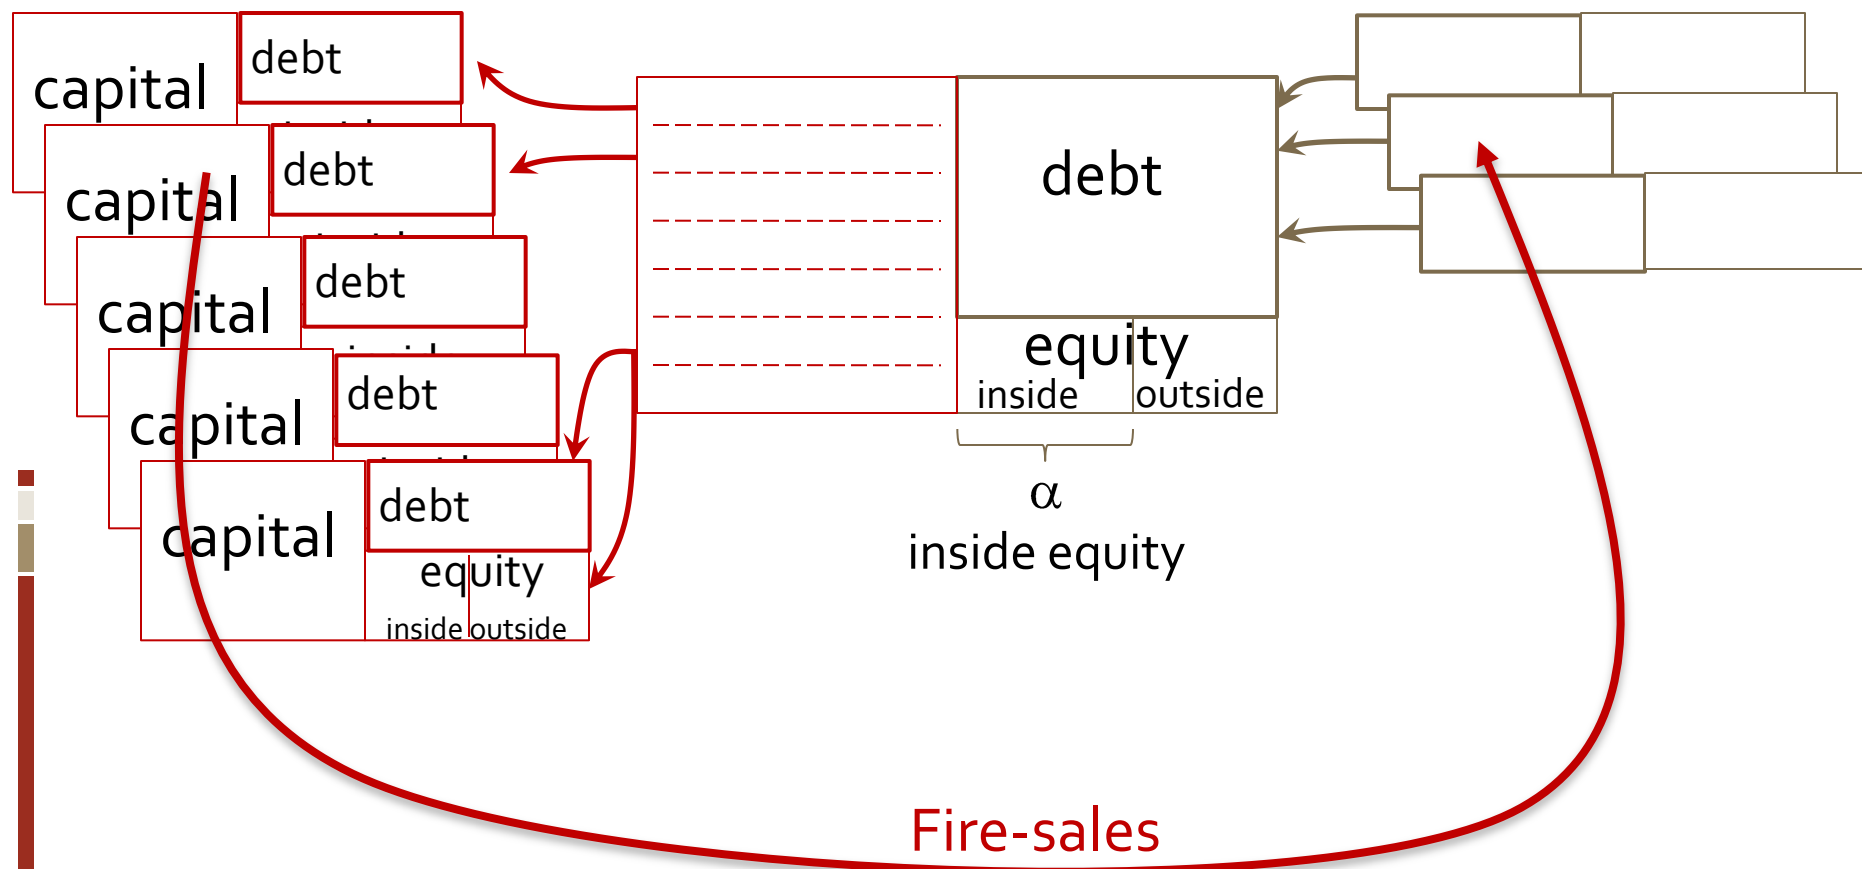 capital
debt
capital
debt
capital
debt
capital
debt
capital
debt
equity
inside outside
debt
equity
inside
outside
α
inside equity
Fire-sales